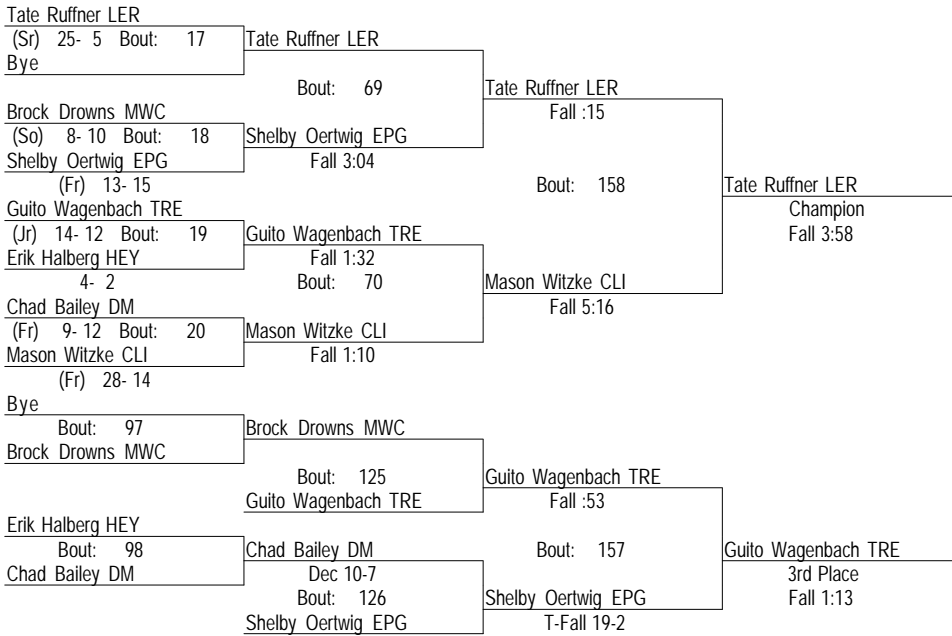 Tate Ruffner LER
(Sr) 25- 5 Bout: 17 Tate Ruffner LER
Bye
Bout: 69 Tate Ruffner LER
Brock Drowns MWC Fall :15
(So) 8- 10 Bout: 18 Shelby Oertwig EPG
Shelby Oertwig EPG Fall 3:04
(Fr) 13- 15 Bout: 158 Tate Ruffner LER
Guito Wagenbach TRE Champion
(Jr) 14- 12 Bout: 19 Guito Wagenbach TRE Fall 3:58
Erik Halberg HEY Fall 1:32
4- 2 Bout: 70 Mason Witzke CLI
Chad Bailey DM Fall 5:16
(Fr) 9- 12 Bout: 20 Mason Witzke CLI
Mason Witzke CLI Fall 1:10
(Fr) 28- 14
Bye
Bout: 97 Brock Drowns MWC
Brock Drowns MWC
Bout: 125 Guito Wagenbach TRE
Guito Wagenbach TRE Fall :53
Erik Halberg HEY
Bout: 98 Chad Bailey DM Bout: 157 Guito Wagenbach TRE
Chad Bailey DM Dec 10-7 3rd Place
Bout: 126 Shelby Oertwig EPG Fall 1:13
Shelby Oertwig EPG T-Fall 19-2